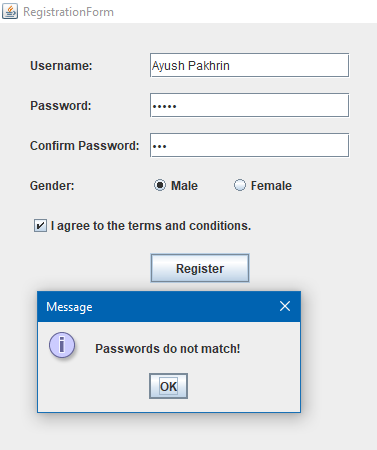 RegistrationForm
Username: Ayush Pakhrin
Password: •••••
Confirm Password: •••
Gender: Male Female
I agree to the terms and conditions.
Register
Message
Passwords do not match!
OK